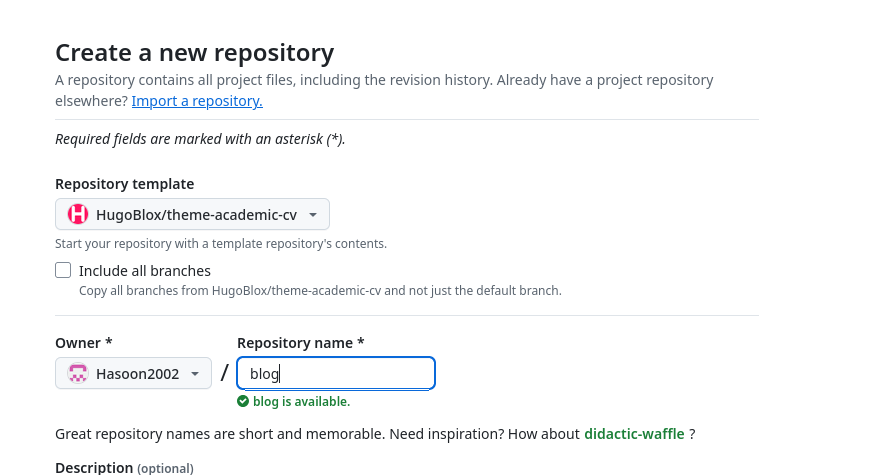 Create a new repository
A repository contains all project files, including the revision history. Already have a project repository
elsewhere? Import a repository.
Required fields are marked with an asterisk (*).
Repository template
HugoBlox/theme-academic-cv
Start your repository with a template repository's contents.
Include all branches
Copy all branches from HugoBlox/theme-academic-cv and not just the default branch.
Owner * Repository name *
Hasoon2002 / blog
blog is available.
Great repository names are short and memorable. Need inspiration? How about didactic-waffle ?
Description (optional)